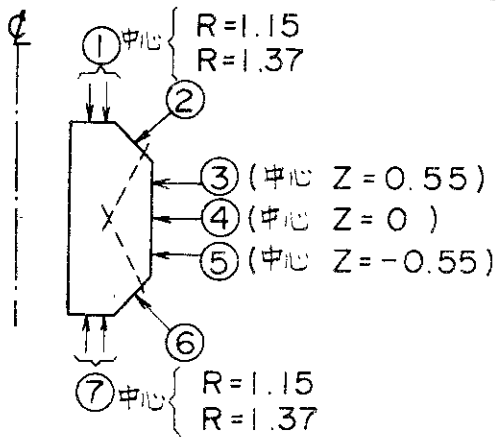 ℄
① 中心 { R=1.15
R=1.37
②
③ (中心 Z=0.55)
④ (中心 Z=0 )
⑤ (中心 Z=-0.55)
⑥
⑦ 中心 { R=1.15
R=1.37